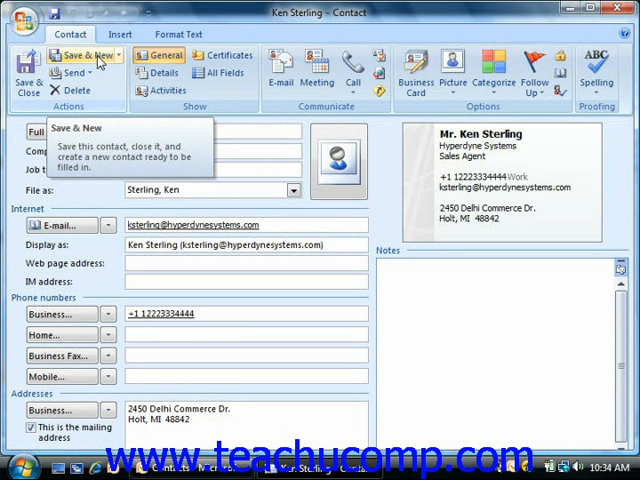 Ken Sterling - Contact
Contact Insert Format Text
Save & Close
Save & New
Send
Delete
Actions
General
Details
Activities
Certificates
All Fields
Show
E-mail
Meeting
Call
Communicate
Business Card
Picture
Categorize
Follow Up
Options
ABC
Spelling
Proofing
Save & New
Save this contact, close it, and
create a new contact ready to be
filled in.
Full
Comp
Job t
File as: Sterling, Ken
Mr. Ken Sterling
Hyperdyne Systems
Sales Agent
+1 12223334444 Work
ksterling@hyperdynesystems.com
2450 Delhi Commerce Dr.
Holt, MI 48842
Internet
E-mail... ksterling@hyperdynesystems.com
Display as: Ken Sterling (ksterling@hyperdynesystems.com)
Web page address:
IM address:
Phone numbers
Business... +1 12223334444
Home...
Business Fax...
Mobile...
Addresses
Business... 2450 Delhi Commerce Dr.
Holt, MI 48842
This is the mailing
address
Notes
www.teachucomp.com
10:34 AM